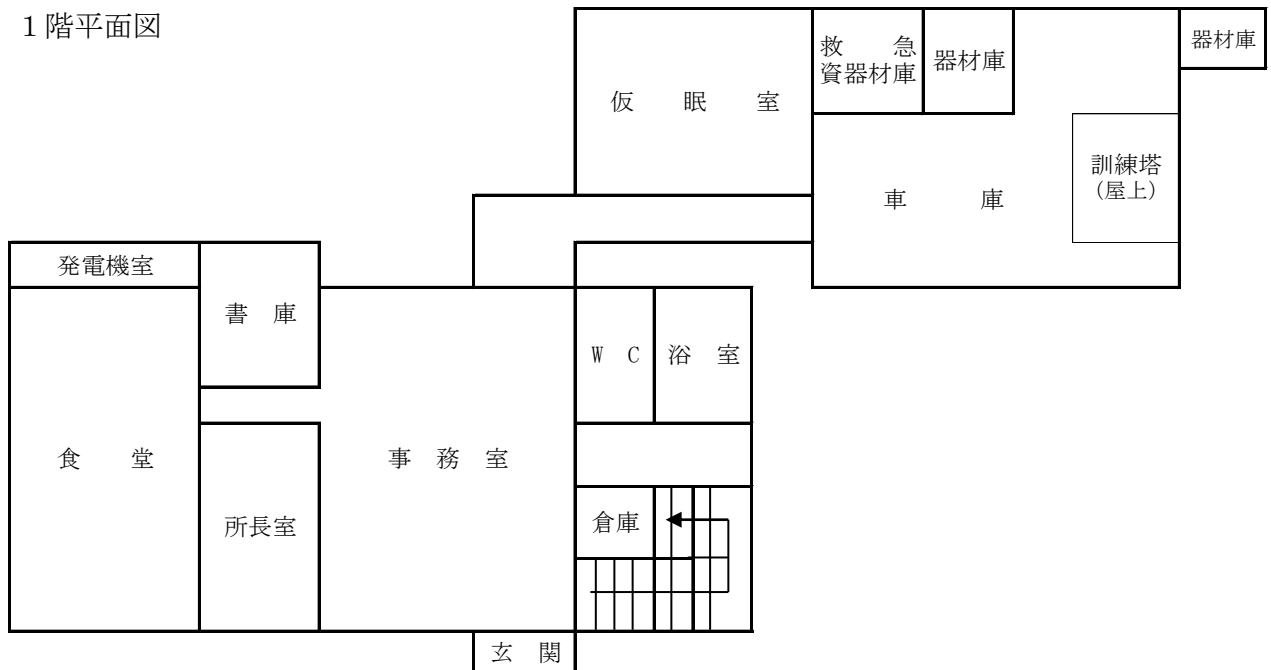 1階平面図
器材庫
救　急
資器材庫
器材庫
仮　眠　室
訓練塔
(屋上)
車　庫
発電機室
書　庫
W C
浴　室
食　堂
事　務　室
倉庫
所長室
玄　関